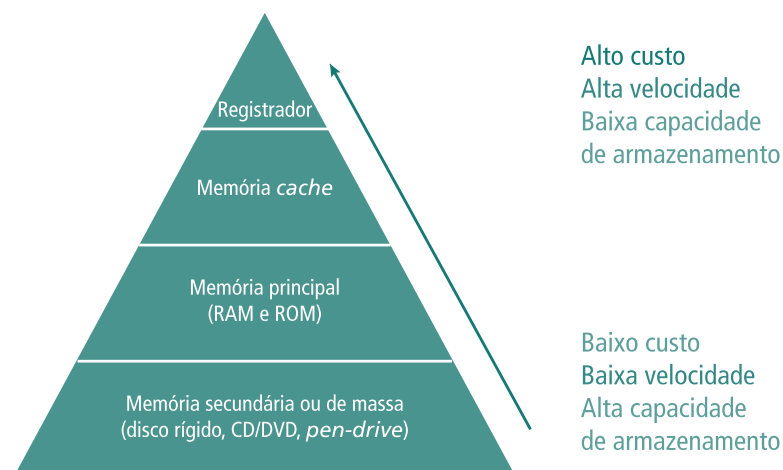 Registrador
Memória cache
Memória principal
(RAM e ROM)
Memória secundária ou de massa
(disco rígido, CD/DVD, pen-drive)
Alto custo
Alta velocidade
Baixa capacidade
de armazenamento
Baixo custo
Baixa velocidade
Alta capacidade
de armazenamento